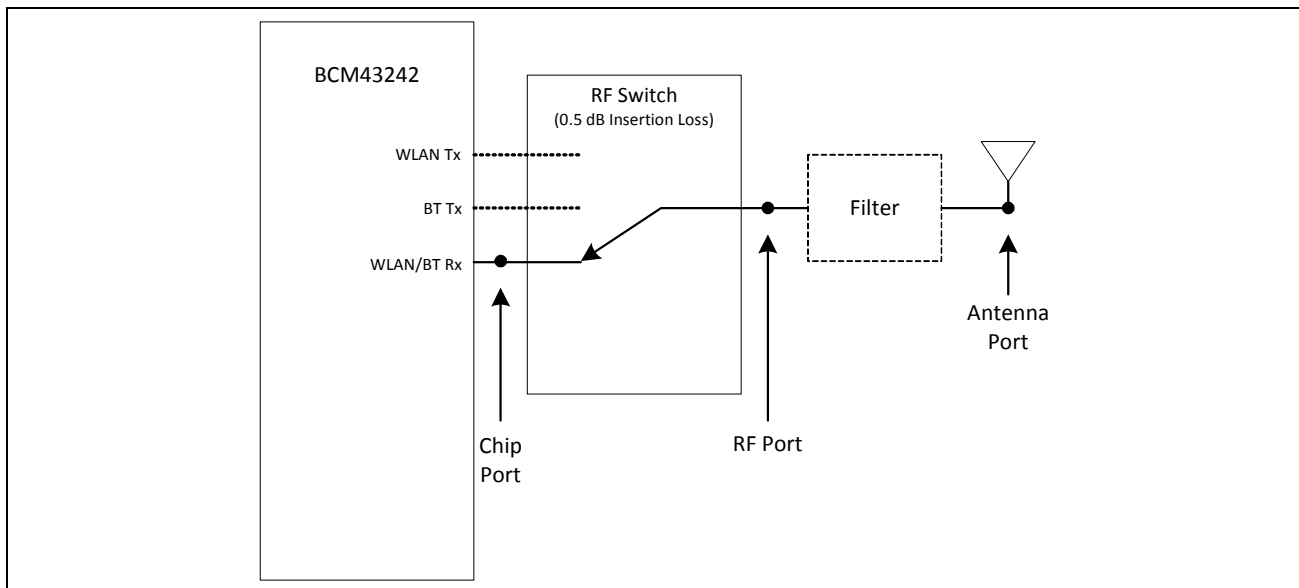 BCM43242
RF Switch
(0.5 dB Insertion Loss)
WLAN Tx
BT Tx
WLAN/BT Rx
Filter
Chip
Port
RF Port
Antenna
Port